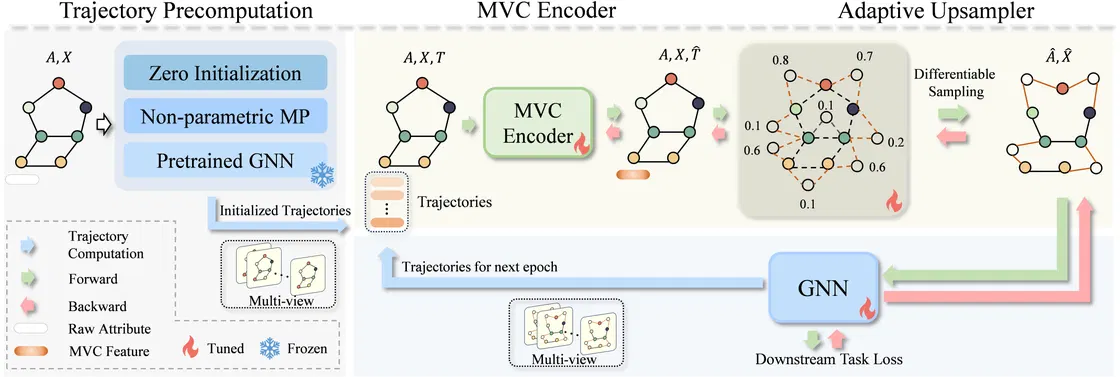 Trajectory Precomputation
MVC Encoder
Adaptive Upsampler
A, X
Zero Initialization
Non-parametric MP
Pretrained GNN
Initialized Trajectories
Multi-view
Trajectory
Computation
Forward
Backward
Raw Attribute
MVC Feature
Tuned
Frozen
A, X, T
MVC
Encoder
A, X, T̂
Trajectories
0.8
0.7
0.1
0.1
0.2
0.6
0.6
0.1
Differentiable
Sampling
Â, X̂
Trajectories for next epoch
Multi-view
GNN
Downstream Task Loss